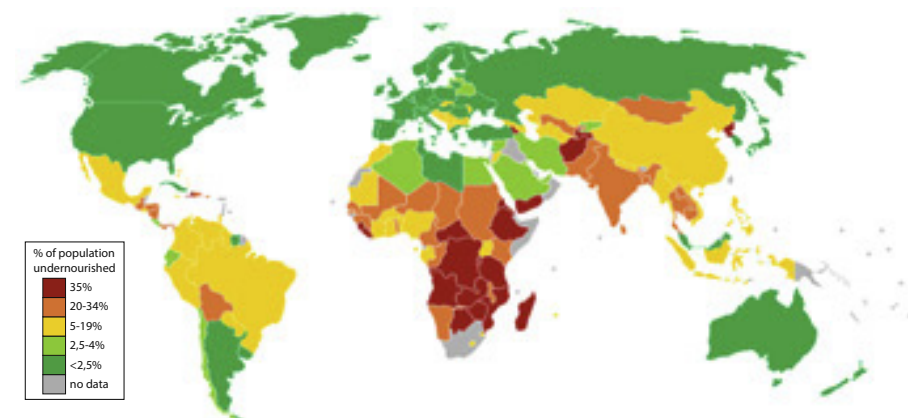 % of population
undernourished
35%
20-34%
5-19%
2,5-4%
<2,5%
no data